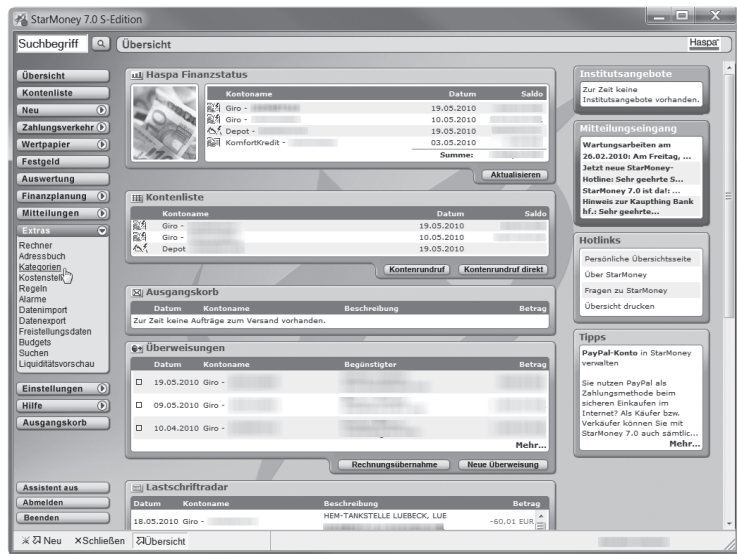 StarMoney 7.0 S-Edition
Suchbegriff
Übersicht
Haspa
Übersicht
Kontenliste
Neu
Zahlungsverkehr
Wertpapier
Festgeld
Auswertung
Finanzplanung
Mitteilungen
Extras
Rechner
Adressbuch
Kategorien
Kostenstell
Regeln
Alarme
Datenimport
Datenexport
Freistellungsdaten
Budgets
Suchen
Liquiditätsvorschau
Einstellungen
Hilfe
Ausgangskorb
Assistent aus
Abmelden
Beenden
Haspa Finanzstatus
Kontoname Datum Saldo
Giro - 19.05.2010
Giro - 10.05.2010
Depot - 19.05.2010
KomfortKredit - 03.05.2010
Summe:
Aktualisieren
Kontenliste
Kontoname Datum Saldo
Giro - 19.05.2010
Giro - 10.05.2010
Depot 19.05.2010
Kontenrundruf Kontenrundruf direkt
Ausgangskorb
Datum Kontoname Beschreibung Betrag
Zur Zeit keine Aufträge zum Versand vorhanden.
Überweisungen
Datum Kontoname Begünstigter Betrag
19.05.2010 Giro -
09.05.2010 Giro -
10.04.2010 Giro -
Mehr...
Rechnungsübernahme Neue Überweisung
Lastschriftradar
Datum Kontoname Beschreibung Betrag
18.05.2010 Giro - HEM-TANKSTELLE LUEBECK, LUE -60,01 EUR
Institutsangebote
Zur Zeit keine
Institutsangebote vorhanden.
Mitteilungseingang
Wartungsarbeiten am
26.02.2010: Am Freitag, ...
Jetzt neue StarMoney-
Hotline: Sehr geehrte S...
StarMoney 7.0 ist da!: ...
Hinweis zur Kaupthing Bank
hf.: Sehr geehrte...
Hotlinks
Persönliche Übersichtsseite
Über StarMoney
Fragen zu StarMoney
Übersicht drucken
Tipps
PayPal-Konto in StarMoney
verwalten
Sie nutzen PayPal als
Zahlungsmethode beim
sicheren Einkaufen im
Internet? Als Käufer bzw.
Verkäufer können Sie mit
StarMoney 7.0 auch sämtlic...
Mehr...
Neu Schließen Übersicht